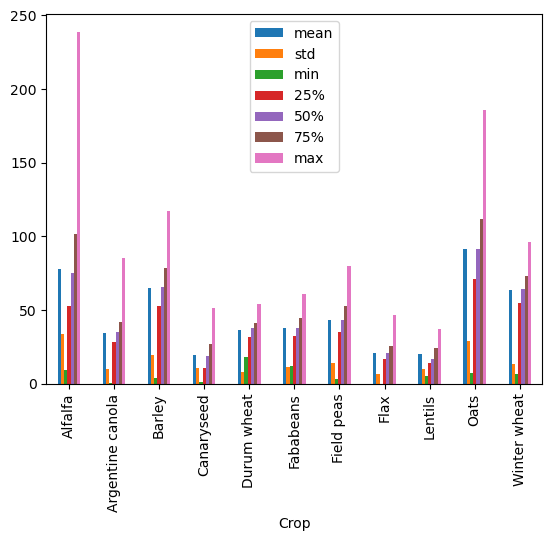 mean
std
min
25%
50%
75%
max
250
200
150
100
50
0
Alfalfa
Argentine canola
Barley
Canaryseed
Durum wheat
Fababeans
Field peas
Flax
Lentils
Oats
Winter wheat
Crop